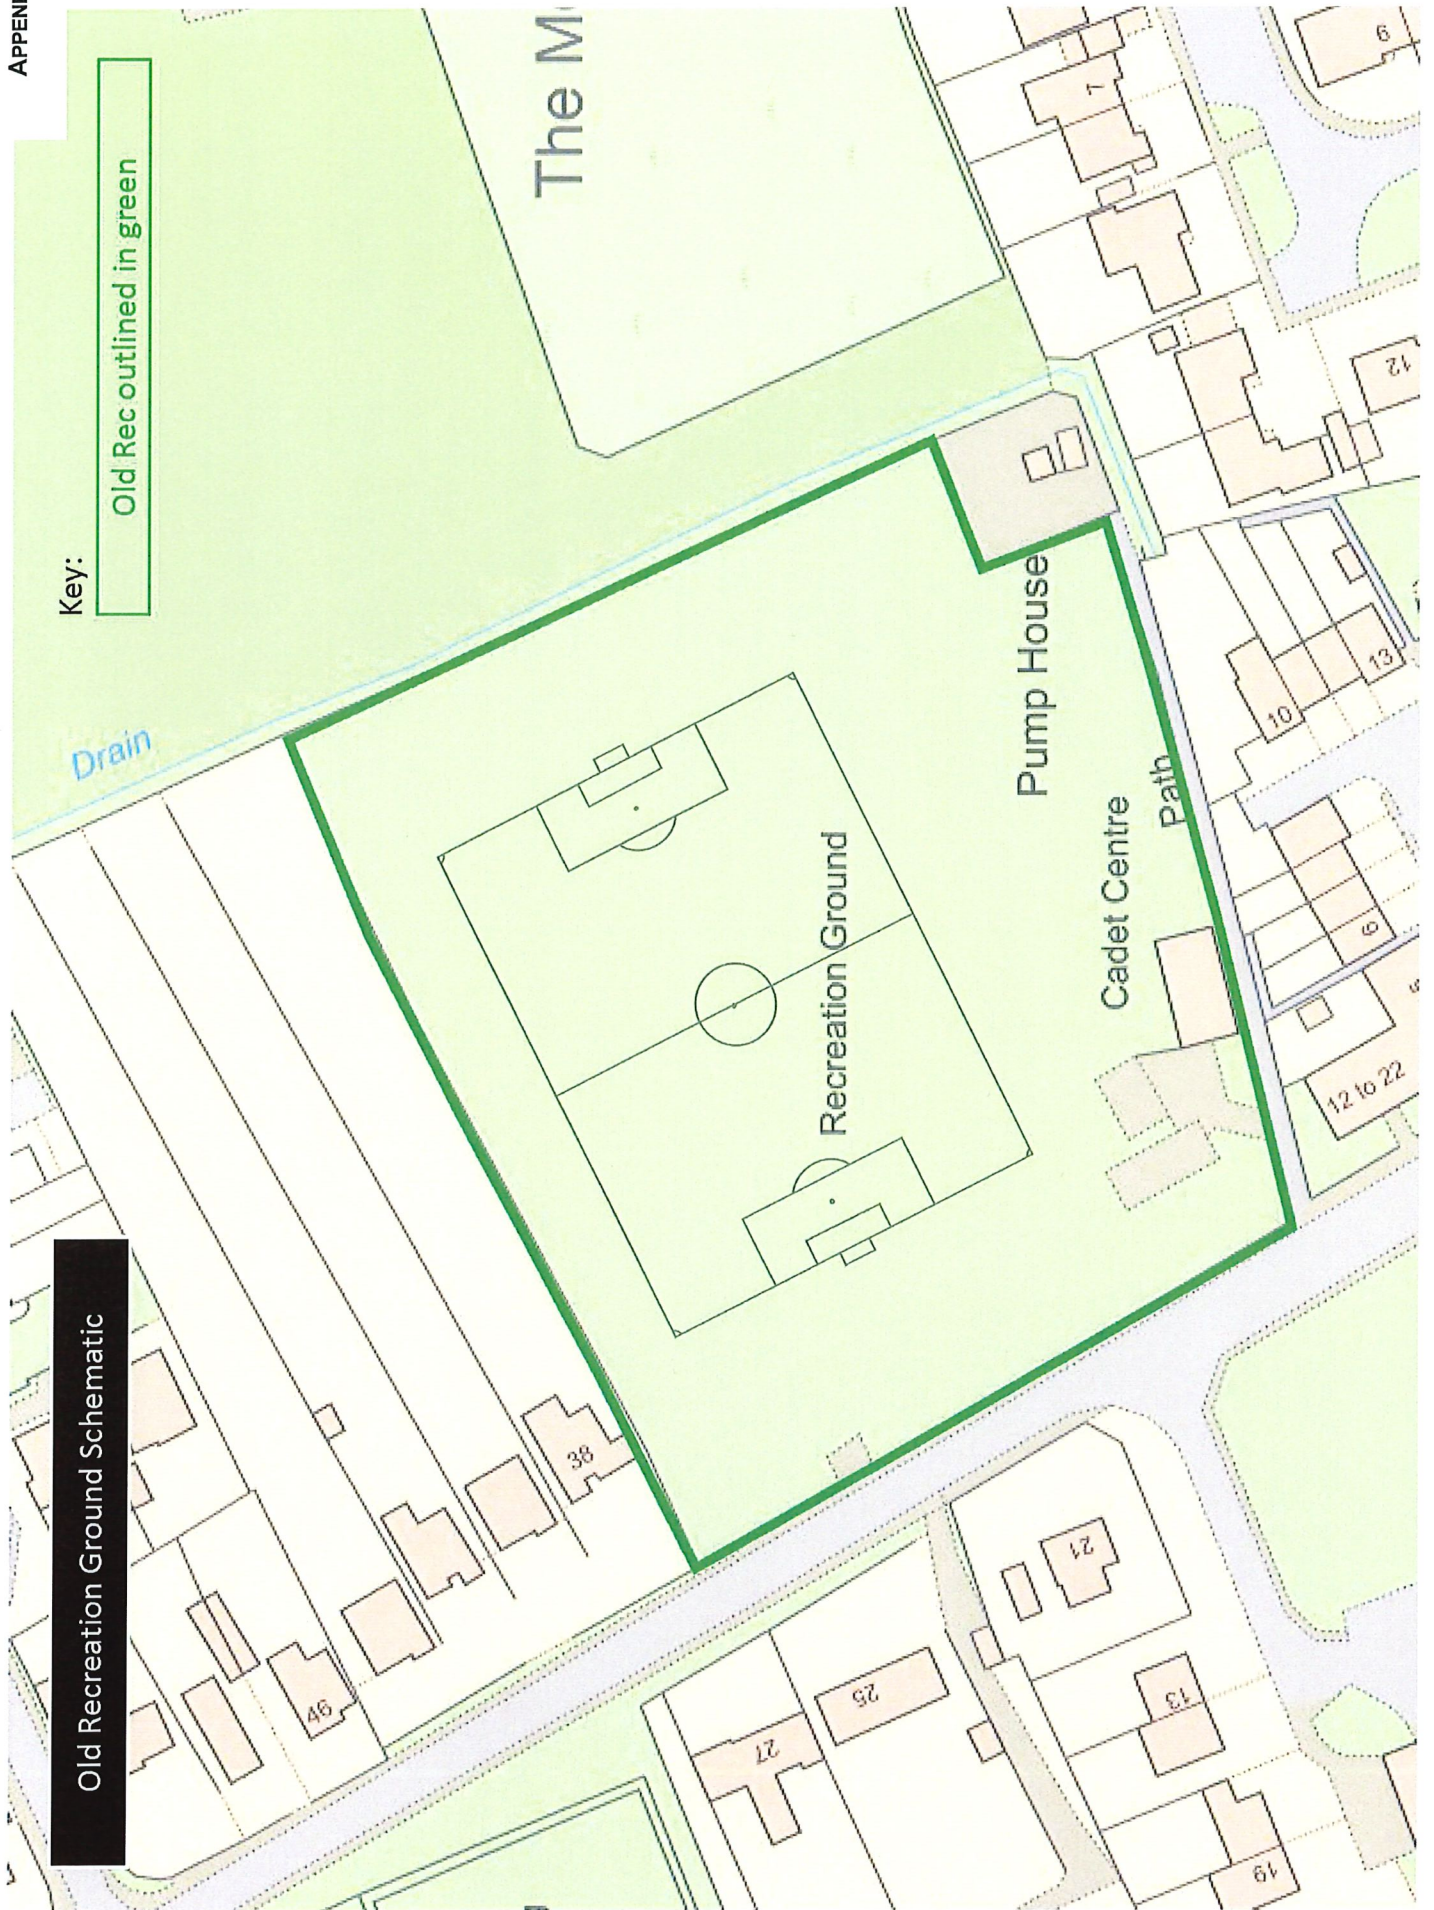 APPEN
Old Recreation Ground Schematic
Key:
Old Rec outlined in green
Drain
The M
46
38
Recreation Ground
Pump House
Cadet Centre
Path
7
9
12
13
10
6
12 to 22
27
25
21
13
19